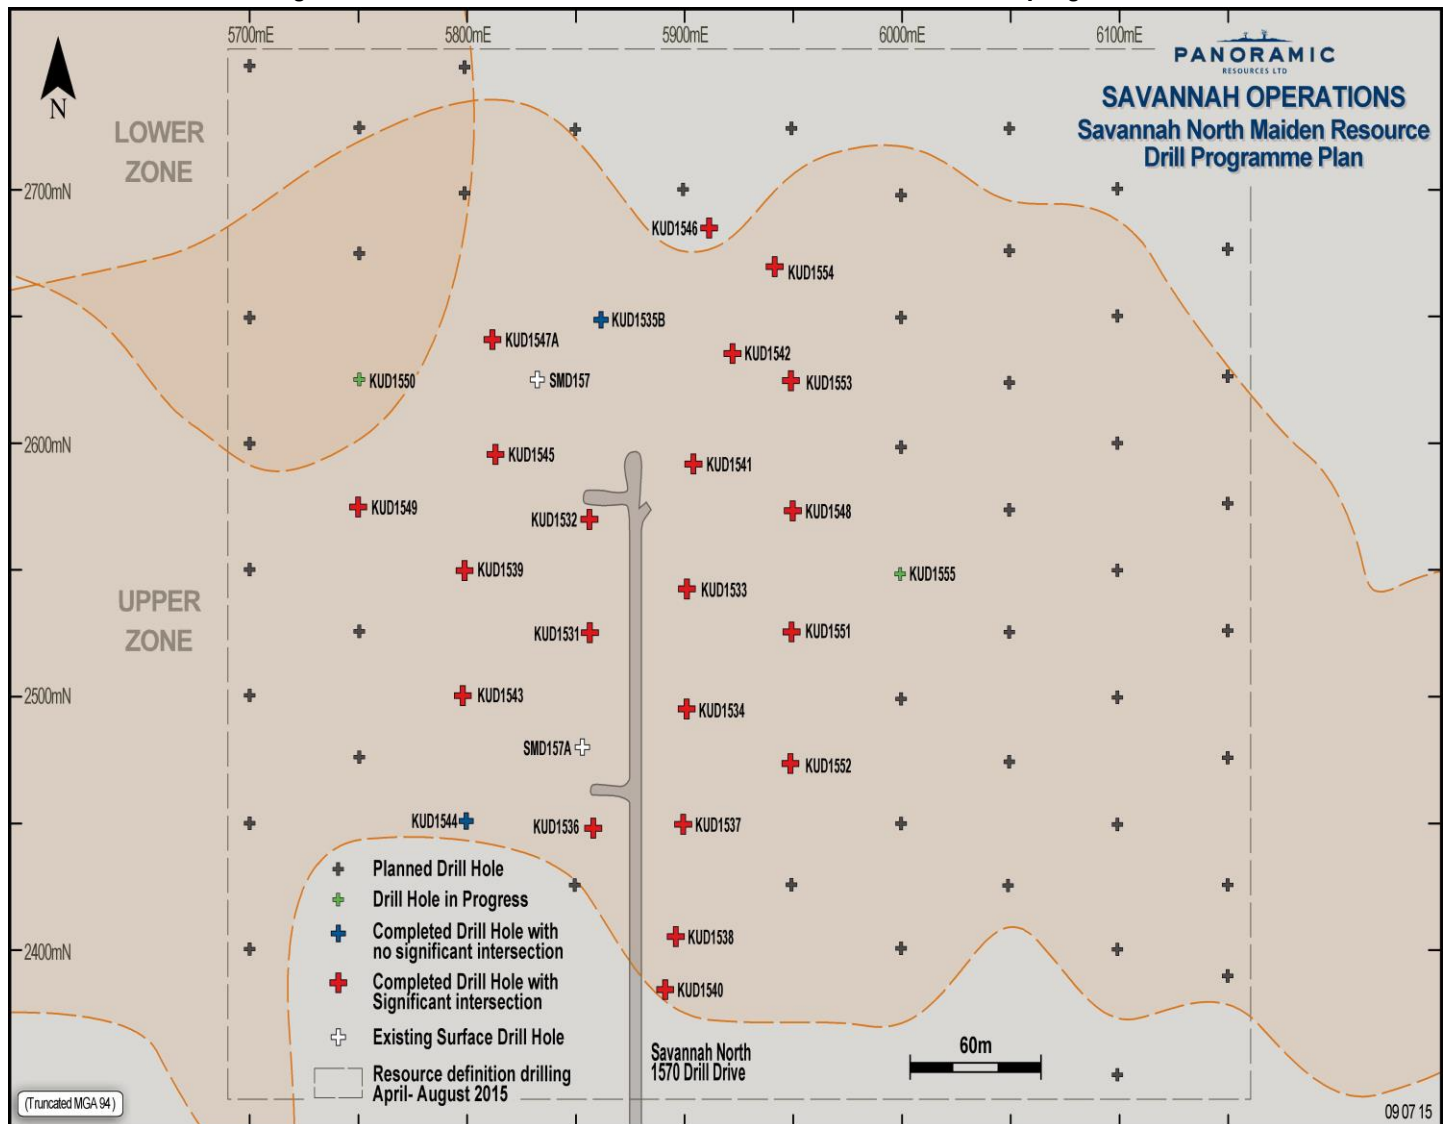 5700mE
5800mE
5900mE
6000mE
6100mE
PANORAMIC
RESOURCES LTD
SAVANNAH OPERATIONS
Savannah North Maiden Resource
Drill Programme Plan
N
LOWER
ZONE
2700mN
KUD1546
KUD1554
KUD1535B
KUD1547A
KUD1542
KUD1550
SMD157
KUD1553
2600mN
KUD1545
KUD1541
KUD1549
KUD1532
KUD1548
KUD1539
KUD1555
KUD1533
UPPER
ZONE
KUD1531
KUD1551
2500mN
KUD1543
KUD1534
SMD157A
KUD1552
KUD1544
KUD1536
KUD1537
Planned Drill Hole
Drill Hole in Progress
Completed Drill Hole with
no significant intersection
Completed Drill Hole with
Significant intersection
Existing Surface Drill Hole
Resource definition drilling
April- August 2015
2400mN
KUD1538
KUD1540
Savannah North
1570 Drill Drive
60m
(Truncated MGA 94 )
09 07 15